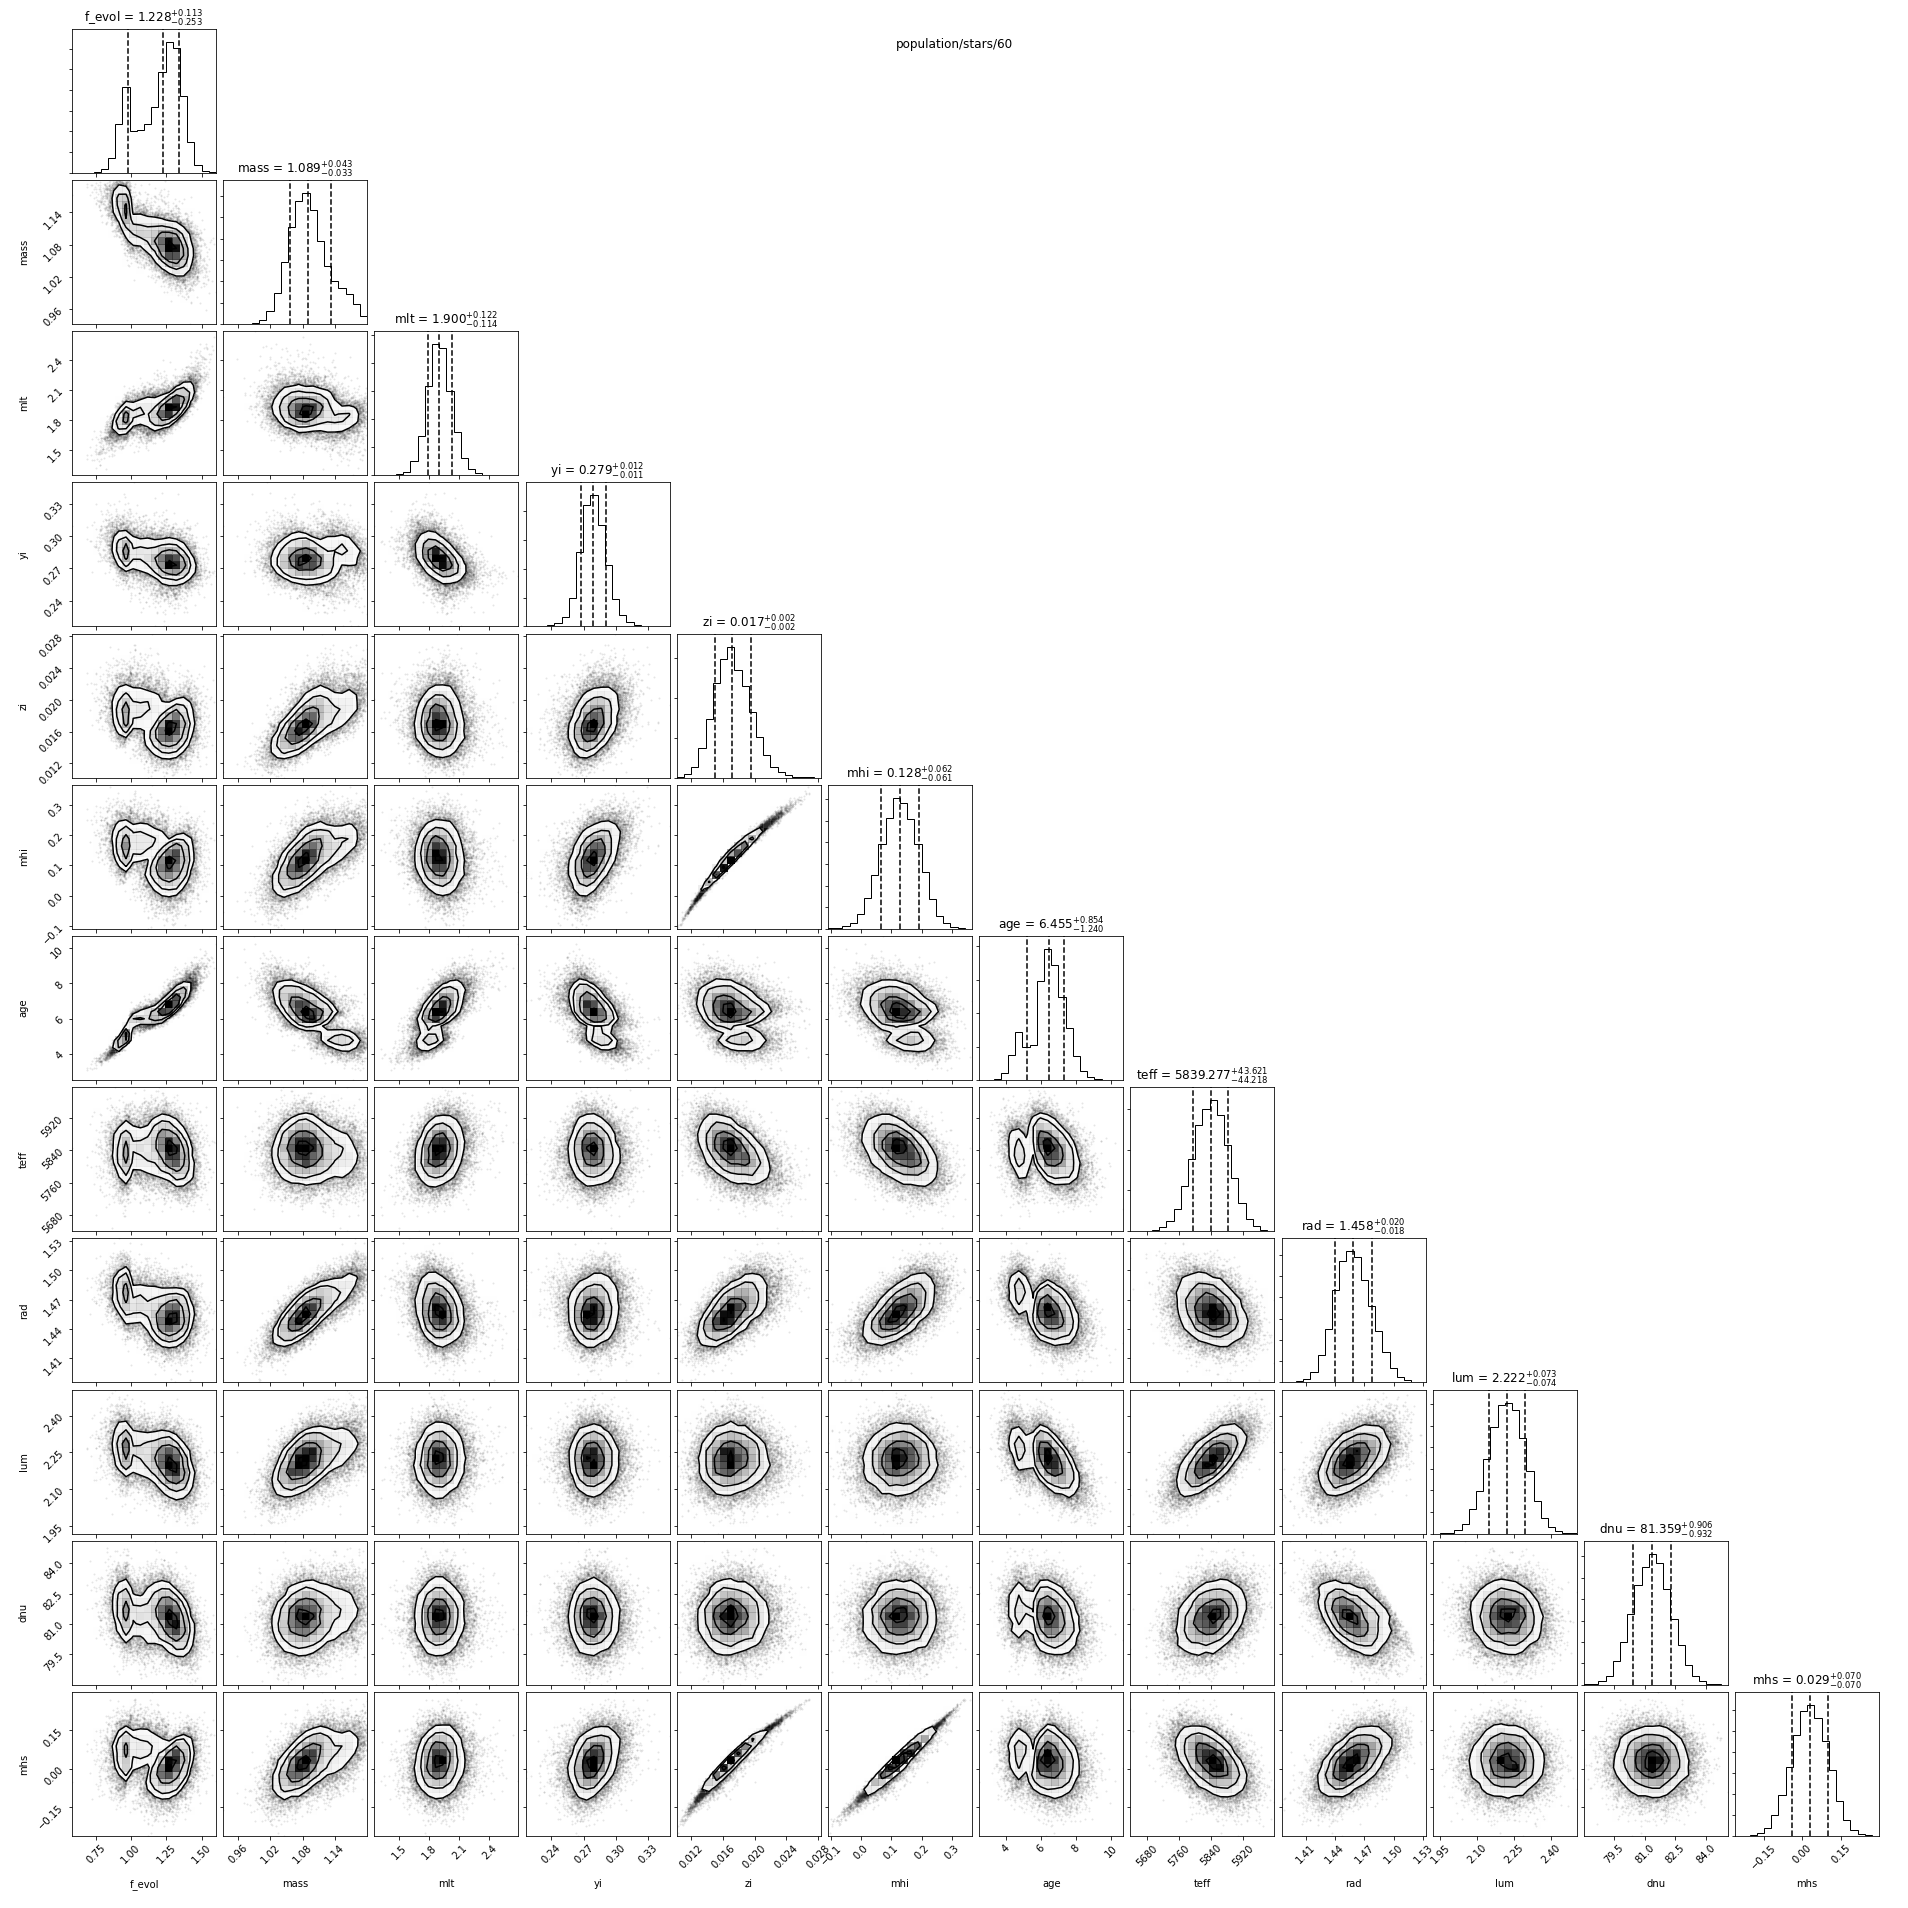 f_evol = 1.228+0.113 −0.253
population/stars/60
mass = 1.089+0.043 −0.033
1.14
1.08
1.02
0.96
mass
mlt = 1.900+0.122 −0.114
2.4
2.1
1.8
1.5
mlt
yi = 0.279+0.012 −0.011
0.33
0.30
0.27
0.24
yi
zi = 0.017+0.002 −0.002
0.028
0.024
0.020
0.016
0.012
zi
mhi = 0.128+0.062 −0.061
0.3
0.2
0.1
0.0
−0.1
mhi
age = 6.455+0.854 −1.240
10
8
6
4
age
teff = 5839.277+43.621 −44.218
5920
5840
5760
5680
teff
rad = 1.458+0.020 −0.018
1.53
1.50
1.47
1.44
1.41
rad
lum = 2.222+0.073 −0.074
2.40
2.25
2.10
1.95
lum
dnu = 81.359+0.906 −0.932
84.0
82.5
81.0
79.5
dnu
mhs = 0.029+0.070 −0.070
0.15
0.00
−0.15
mhs
0.75 1.00 1.25 1.50 0.96 1.02 1.08 1.14 1.5 1.8 2.1 2.4 0.24 0.27 0.30 0.33 0.012 0.016 0.020 0.024 0.028 −0.1 0.0 0.1 0.2 0.3 4 6 8 10 5680 5760 5840 5920 1.41 1.44 1.47 1.50 1.53 1.95 2.10 2.25 2.40 79.5 81.0 82.5 84.0 −0.15 0.00 0.15
f_evol mass mlt yi zi mhi age teff rad lum dnu mhs